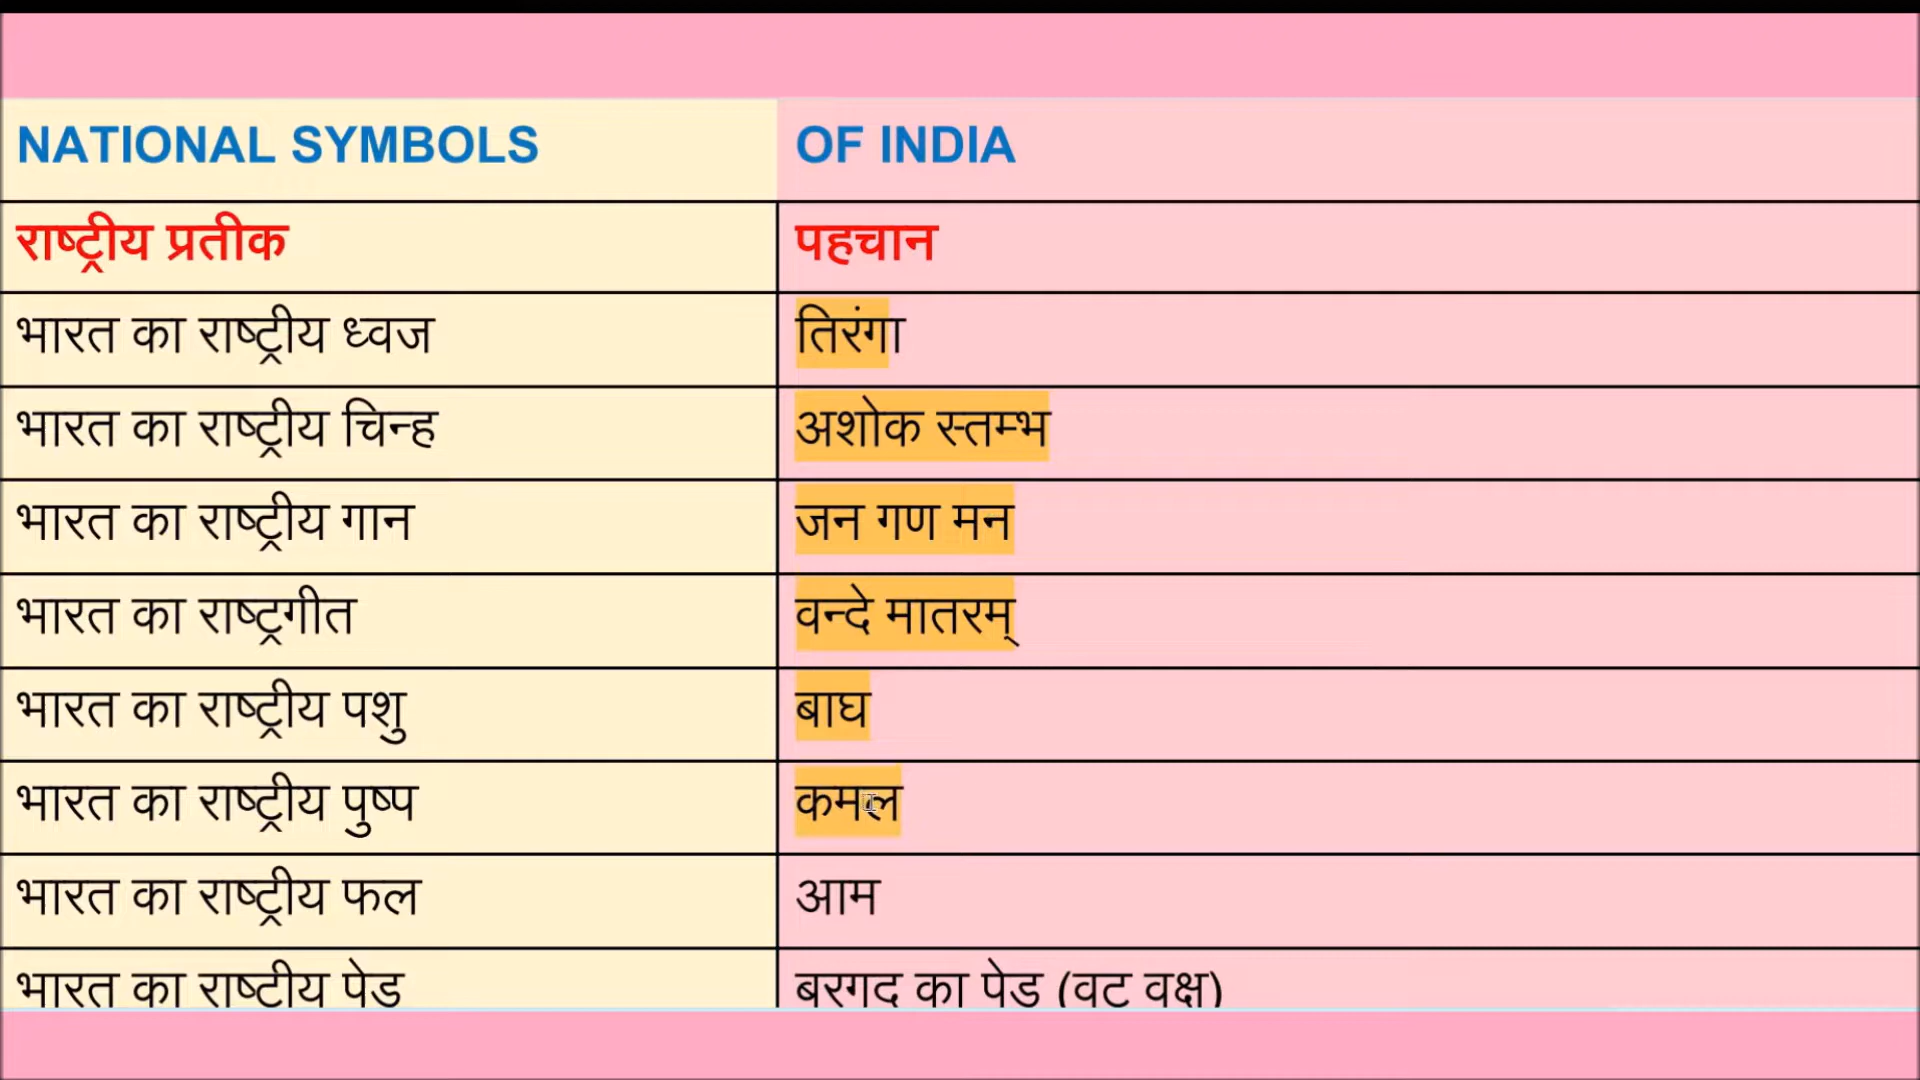 NATIONAL SYMBOLS OF INDIA
राष्ट्रीय प्रतीक पहचान
भारत का राष्ट्रीय ध्वज तिरंगा
भारत का राष्ट्रीय चिन्ह अशोक स्तम्भ
भारत का राष्ट्रीय गान जन गण मन
भारत का राष्ट्रगीत वन्दे मातरम्
भारत का राष्ट्रीय पशु बाघ
भारत का राष्ट्रीय पुष्प कमल
भारत का राष्ट्रीय फल आम
भारत का राष्ट्रीय पेड बरगद का पेड (वट वृक्ष)